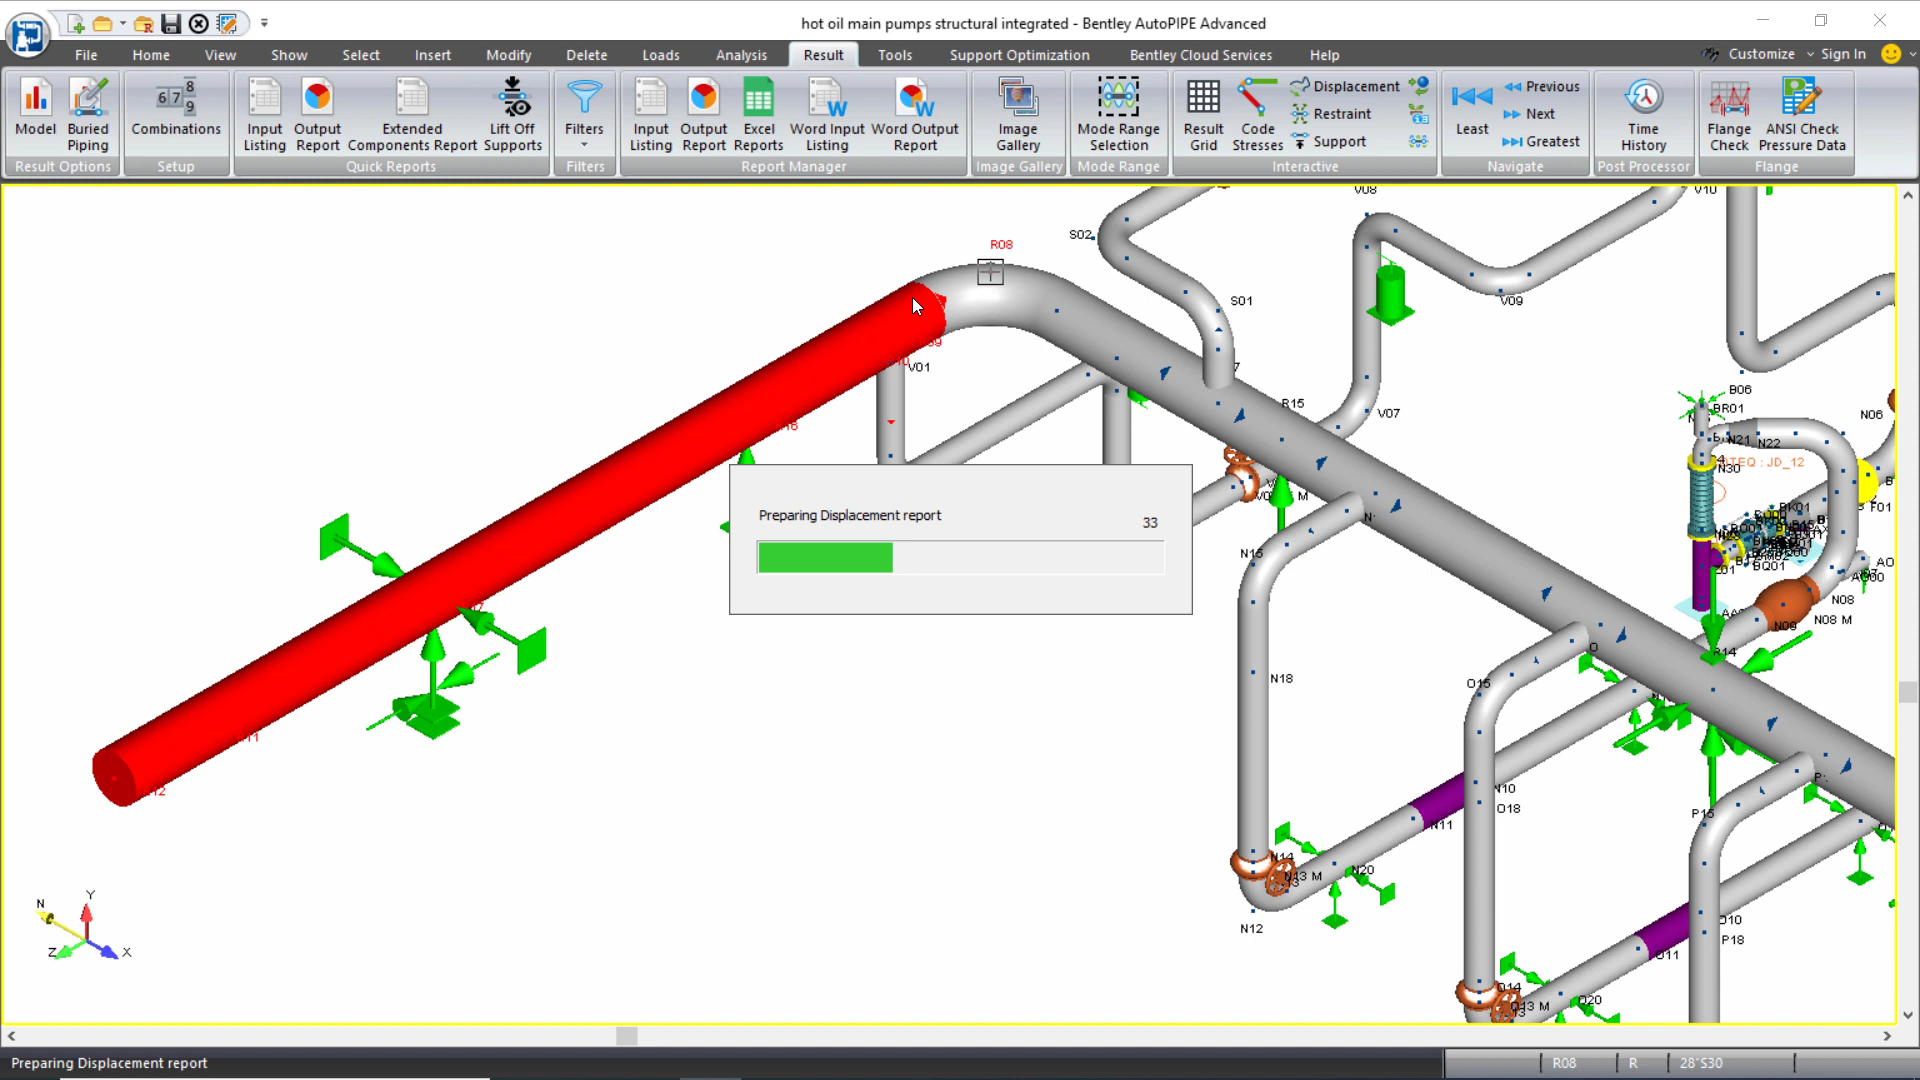 hot oil main pumps structural integrated - Bentley AutoPIPE Advanced
File Home View Show Select Insert Modify Delete Loads Analysis Result Tools Support Optimization Bentley Cloud Services Help Customize Sign In
Model
Buried Piping
Result Options
Combinations
Setup
Input Listing
Output Report
Extended Components Report
Lift Off Supports
Quick Reports
Filters
Filters
Input Listing
Output Report
Excel Reports
Word Input Listing
Word Output Report
Report Manager
Image Gallery
Image Gallery
Mode Range Selection
Mode Range
Result Grid
Code Stresses
Displacement
Restraint
Support
Interactive
Least
Previous
Next
Greatest
Navigate
Time History
Post Processor
Flange Check
ANSI Check Pressure Data
Flange
V08
V10
S02
R08
S01
V09
V01
B06
BR01
N06
R15
V07
N21 N22
N30
JD_12
F01
N15
N08
N08 M
N09
R14
N18
O15
N10
O18
N11
P15
N14
N13 M
N20
N12
P18
O14
O13 M
O20
Preparing Displacement report
33
N
Y
Z
X
Preparing Displacement report
R08
R
28"S30